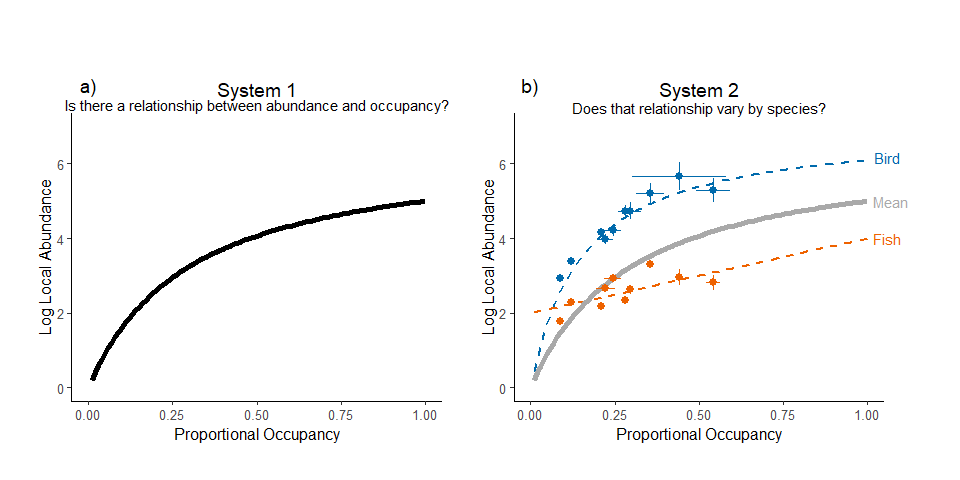 a)
System 1
Is there a relationship between abundance and occupancy?
Log Local Abundance
6
4
2
0
0.00 0.25 0.50 0.75 1.00
Proportional Occupancy
b)
System 2
Does that relationship vary by species?
Log Local Abundance
6
4
2
0
Bird
Mean
Fish
0.00 0.25 0.50 0.75 1.00
Proportional Occupancy